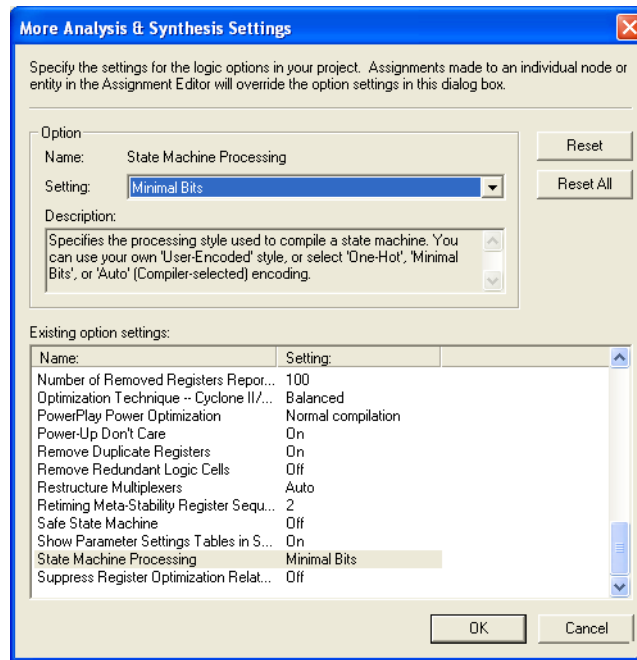 More Analysis & Synthesis Settings
Specify the settings for the logic options in your project. Assignments made to an individual node or
entity in the Assignment Editor will override the option settings in this dialog box.
Option
Name: State Machine Processing
Setting: Minimal Bits
Description:
Specifies the processing style used to compile a state machine. You
can use your own 'User-Encoded' style, or select 'One-Hot', 'Minimal
Bits', or 'Auto' (Compiler-selected) encoding.
Reset
Reset All
Existing option settings:
Name: Setting:
Number of Removed Registers Repor... 100
Optimization Technique -- Cyclone II/... Balanced
PowerPlay Power Optimization Normal compilation
Power-Up Don't Care On
Remove Duplicate Registers On
Remove Redundant Logic Cells Off
Restructure Multiplexers Auto
Retiming Meta-Stability Register Sequ... 2
Safe State Machine Off
Show Parameter Settings Tables in S... On
State Machine Processing Minimal Bits
Suppress Register Optimization Relat... Off
OK Cancel